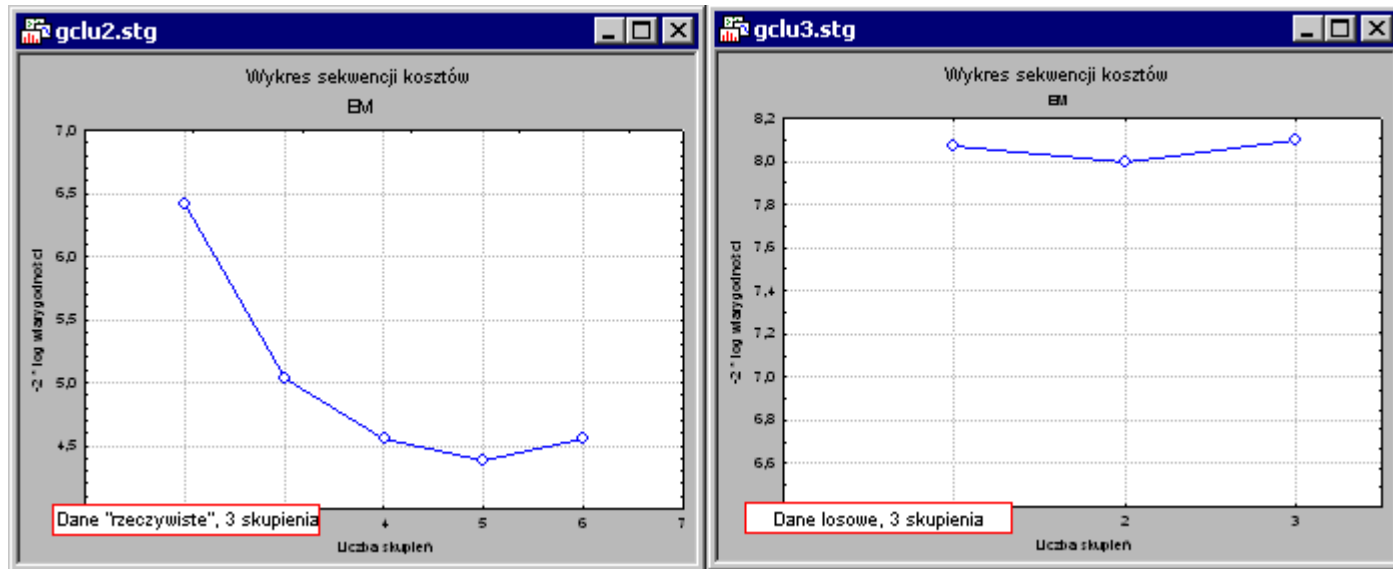 gclu2.stg
Wykres sekwencji kosztów
EM
7,0
6,5
6,0
5,5
5,0
4,5
-2 * log wiarygodności
Dane "rzeczywiste", 3 skupienia
4
5
6
7
Liczba skupień
gclu3.stg
Wykres sekwencji kosztów
EM
8,2
8,0
7,8
7,6
7,4
7,2
7,0
6,8
6,6
-2 * log wiarygodności
Dane losowe, 3 skupienia
2
3
Liczba skupień